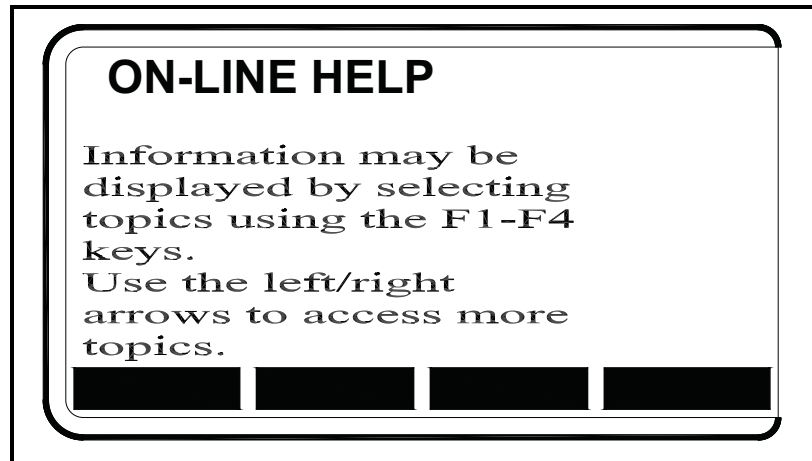 ON-LINE HELP
Information may be
displayed by selecting
topics using the F1-F4
keys.
Use the left/right
arrows to access more
topics.